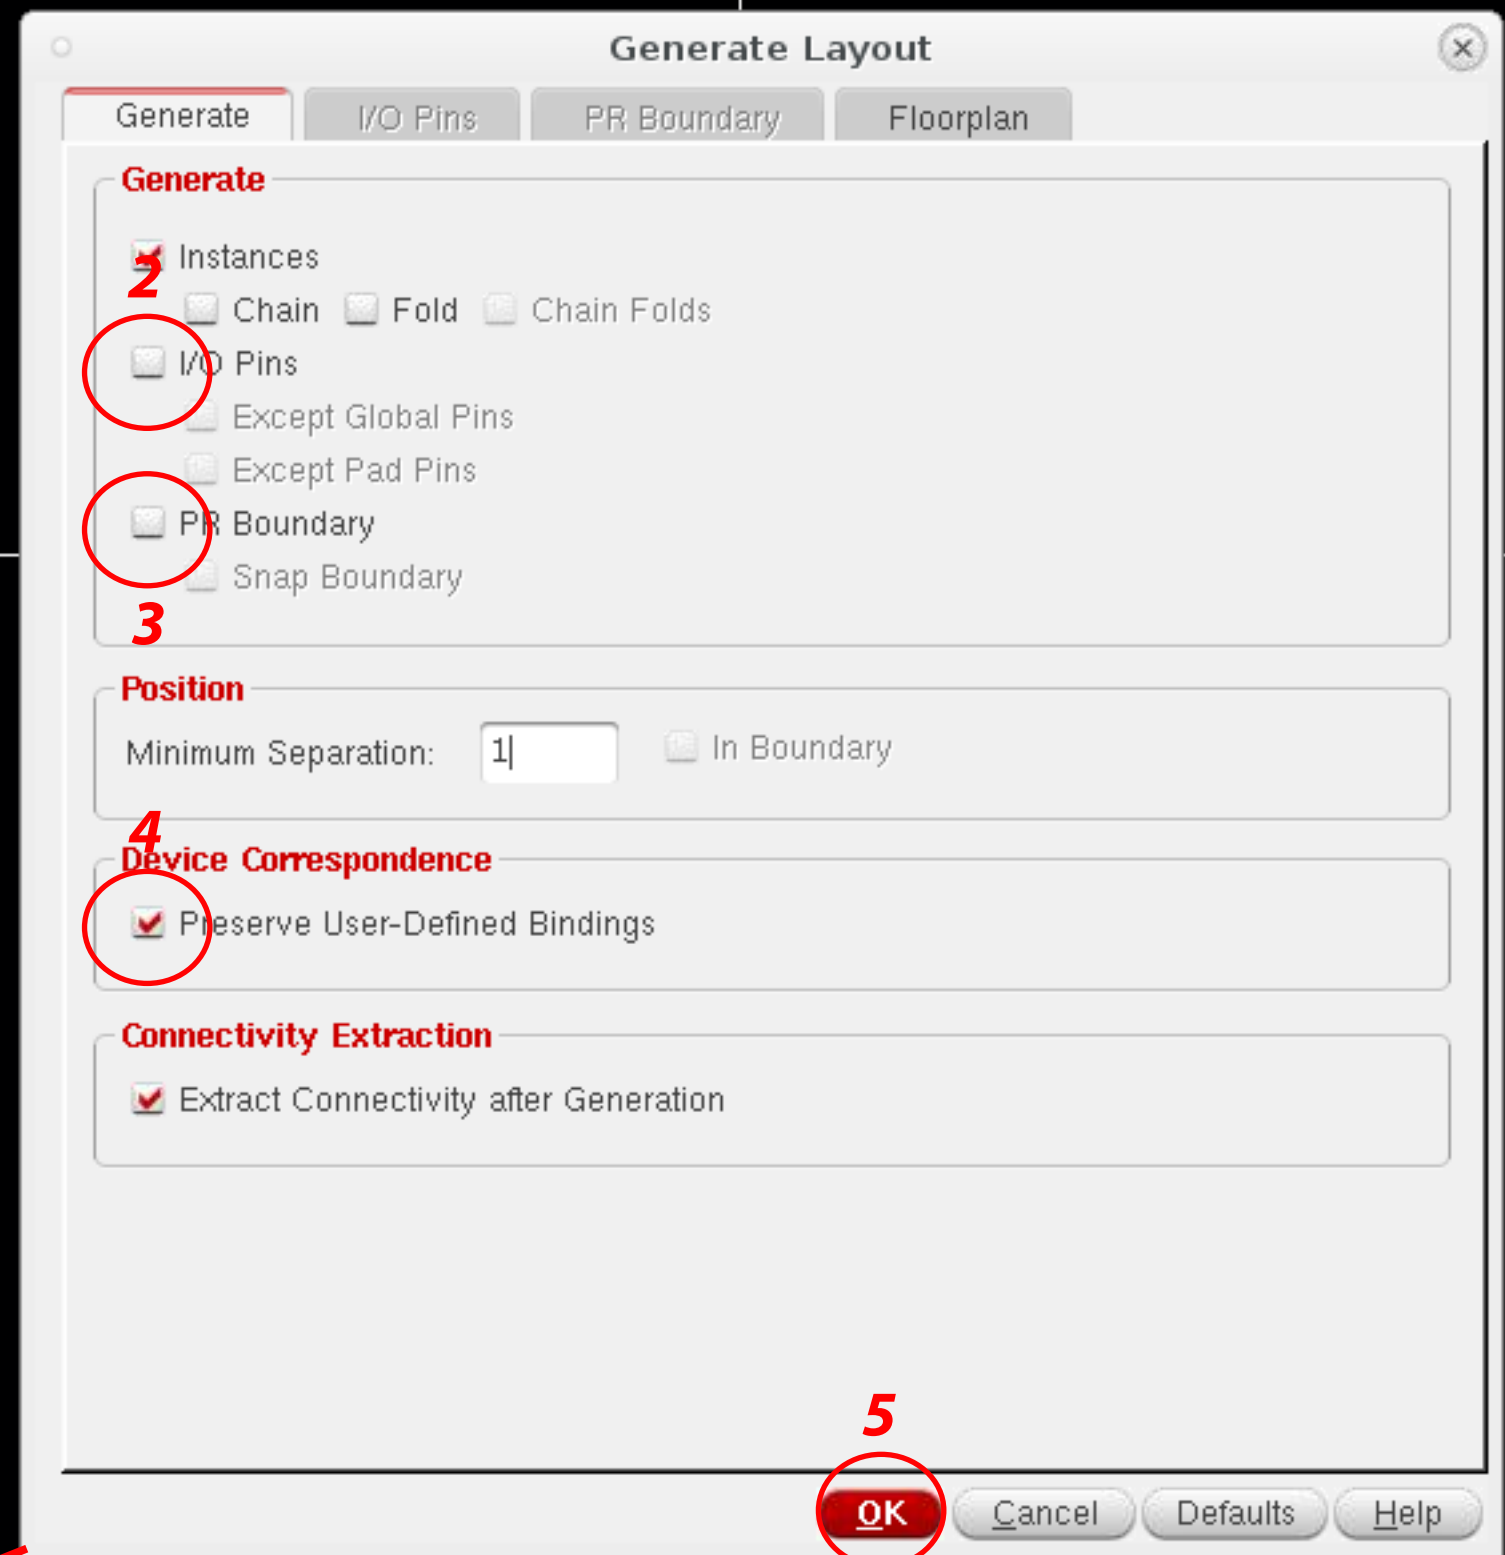 Generate Layout
Generate I/O Pins PR Boundary Floorplan
Generate
Instances
2
Chain Fold Chain Folds
I/O Pins
Except Global Pins
Except Pad Pins
PR Boundary
Snap Boundary
3
Position
Minimum Separation: 1 In Boundary
4
Device Correspondence
Preserve User-Defined Bindings
Connectivity Extraction
Extract Connectivity after Generation
5
OK Cancel Defaults Help